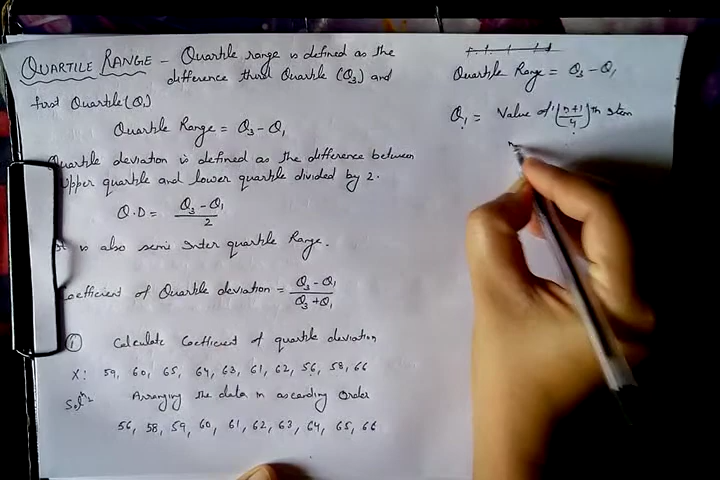 QUARTILE RANGE - Quartile range is defined as the
difference third Quartile (Q₃) and
first Quartile (Q₁)
Quartile Range = Q₃ - Q₁
Quartile deviation is defined as the difference between
upper quartile and lower quartile divided by 2.
Q.D = Q₃ - Q₁ / 2
It is also semi inter quartile Range.
Coefficient of Quartile deviation = Q₃ - Q₁ / Q₃ + Q₁
① Calculate Coefficient of quartile deviation
X: 59, 60, 65, 64, 63, 61, 62, 56, 58, 66
Solⁿ: Arranging the data in ascending Order
56, 58, 59, 60, 61, 62, 63, 64, 65, 66
Quartile Range = Q₃ - Q₁
Q₁ = Value of (n+1 / 4)th item